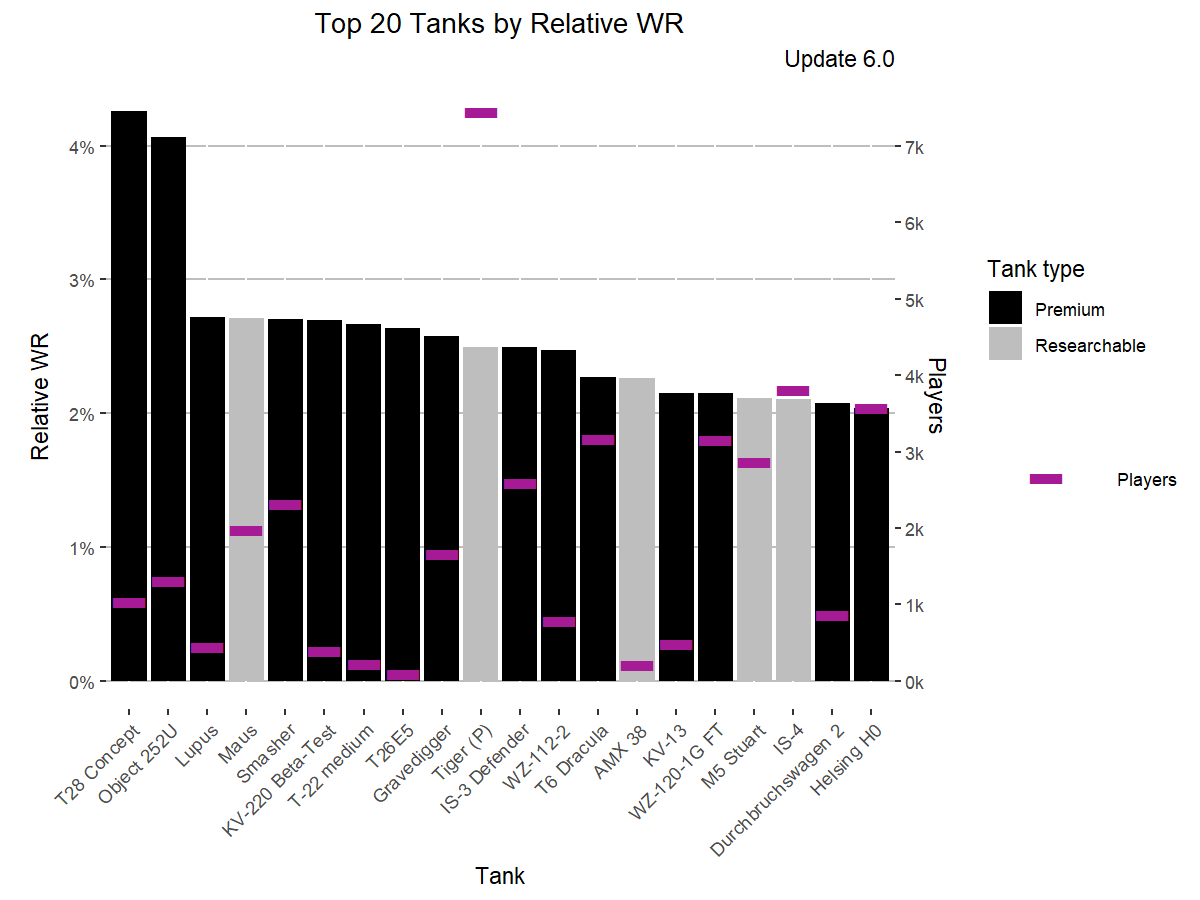 Top 20 Tanks by Relative WR
Update 6.0
Relative WR
4%
3%
2%
1%
0%
7k
6k
5k
4k
3k
2k
1k
0k
Players
T28 Concept
Object 252U
Lupus
Maus
Smasher
KV-220 Beta-Test
T-22 medium
T26E5
Gravedigger
Tiger (P)
IS-3 Defender
WZ-112-2
T6 Dracula
AMX 38
KV-13
WZ-120-1G FT
M5 Stuart
IS-4
Durchbruchswagen 2
Helsing H0
Tank
Tank type
Premium
Researchable
Players